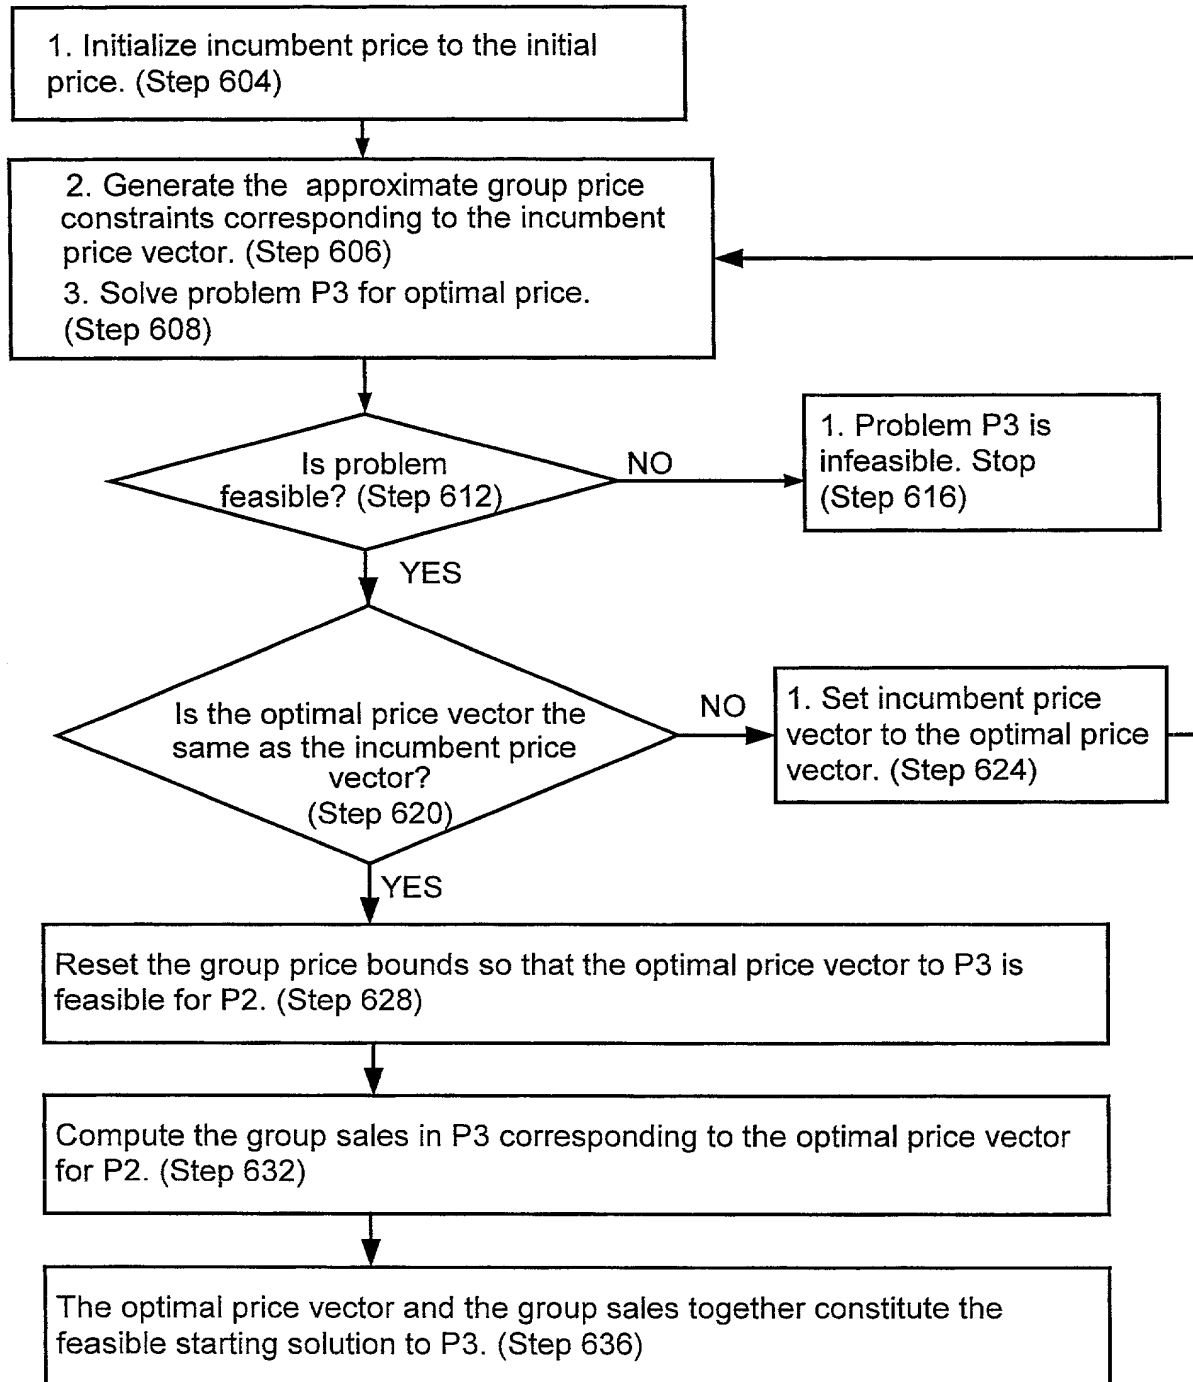 1. Initialize incumbent price to the initial
price. (Step 604)
2. Generate the approximate group price
constraints corresponding to the incumbent
price vector. (Step 606)
3. Solve problem P3 for optimal price.
(Step 608)
Is problem
feasible? (Step 612)
NO
1. Problem P3 is
infeasible. Stop
(Step 616)
YES
Is the optimal price vector the
same as the incumbent price
vector?
(Step 620)
NO
1. Set incumbent price
vector to the optimal price
vector. (Step 624)
YES
Reset the group price bounds so that the optimal price vector to P3 is
feasible for P2. (Step 628)
Compute the group sales in P3 corresponding to the optimal price vector
for P2. (Step 632)
The optimal price vector and the group sales together constitute the
feasible starting solution to P3. (Step 636)